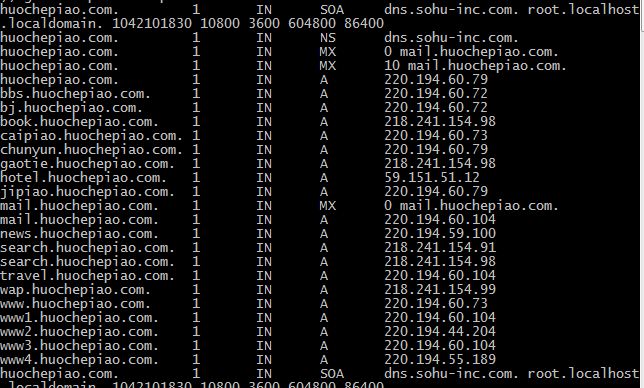 huochepiao.com. 1 IN SOA dns.sohu-inc.com. root.localhost
.localdomain. 1042101830 10800 3600 604800 86400
huochepiao.com. 1 IN NS dns.sohu-inc.com.
huochepiao.com. 1 IN MX 0 mail.huochepiao.com.
huochepiao.com. 1 IN MX 10 mail.huochepiao.com.
huochepiao.com. 1 IN A 220.194.60.79
bbs.huochepiao.com. 1 IN A 220.194.60.72
bj.huochepiao.com. 1 IN A 220.194.60.72
book.huochepiao.com. 1 IN A 218.241.154.98
caipiao.huochepiao.com. 1 IN A 220.194.60.73
chunyun.huochepiao.com. 1 IN A 220.194.60.79
gaotie.huochepiao.com. 1 IN A 218.241.154.98
hotel.huochepiao.com. 1 IN A 59.151.51.12
jipiao.huochepiao.com. 1 IN A 220.194.60.79
mail.huochepiao.com. 1 IN MX 0 mail.huochepiao.com.
mail.huochepiao.com. 1 IN A 220.194.60.104
news.huochepiao.com. 1 IN A 220.194.59.100
search.huochepiao.com. 1 IN A 218.241.154.91
search.huochepiao.com. 1 IN A 218.241.154.98
travel.huochepiao.com. 1 IN A 220.194.60.104
wap.huochepiao.com. 1 IN A 218.241.154.99
www.huochepiao.com. 1 IN A 220.194.60.73
www1.huochepiao.com. 1 IN A 220.194.60.104
www2.huochepiao.com. 1 IN A 220.194.44.204
www3.huochepiao.com. 1 IN A 220.194.60.104
www4.huochepiao.com. 1 IN A 220.194.55.189
huochepiao.com. 1 IN SOA dns.sohu-inc.com. root.localhost
.localdomain. 1042101830 10800 3600 604800 86400